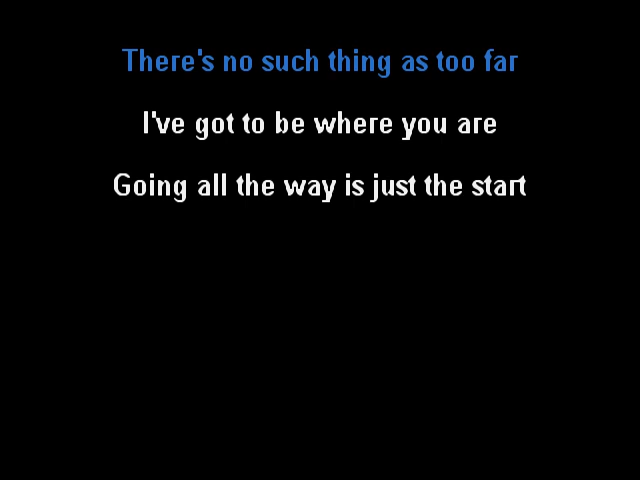 There's no such thing as too far
I've got to be where you are
Going all the way is just the start